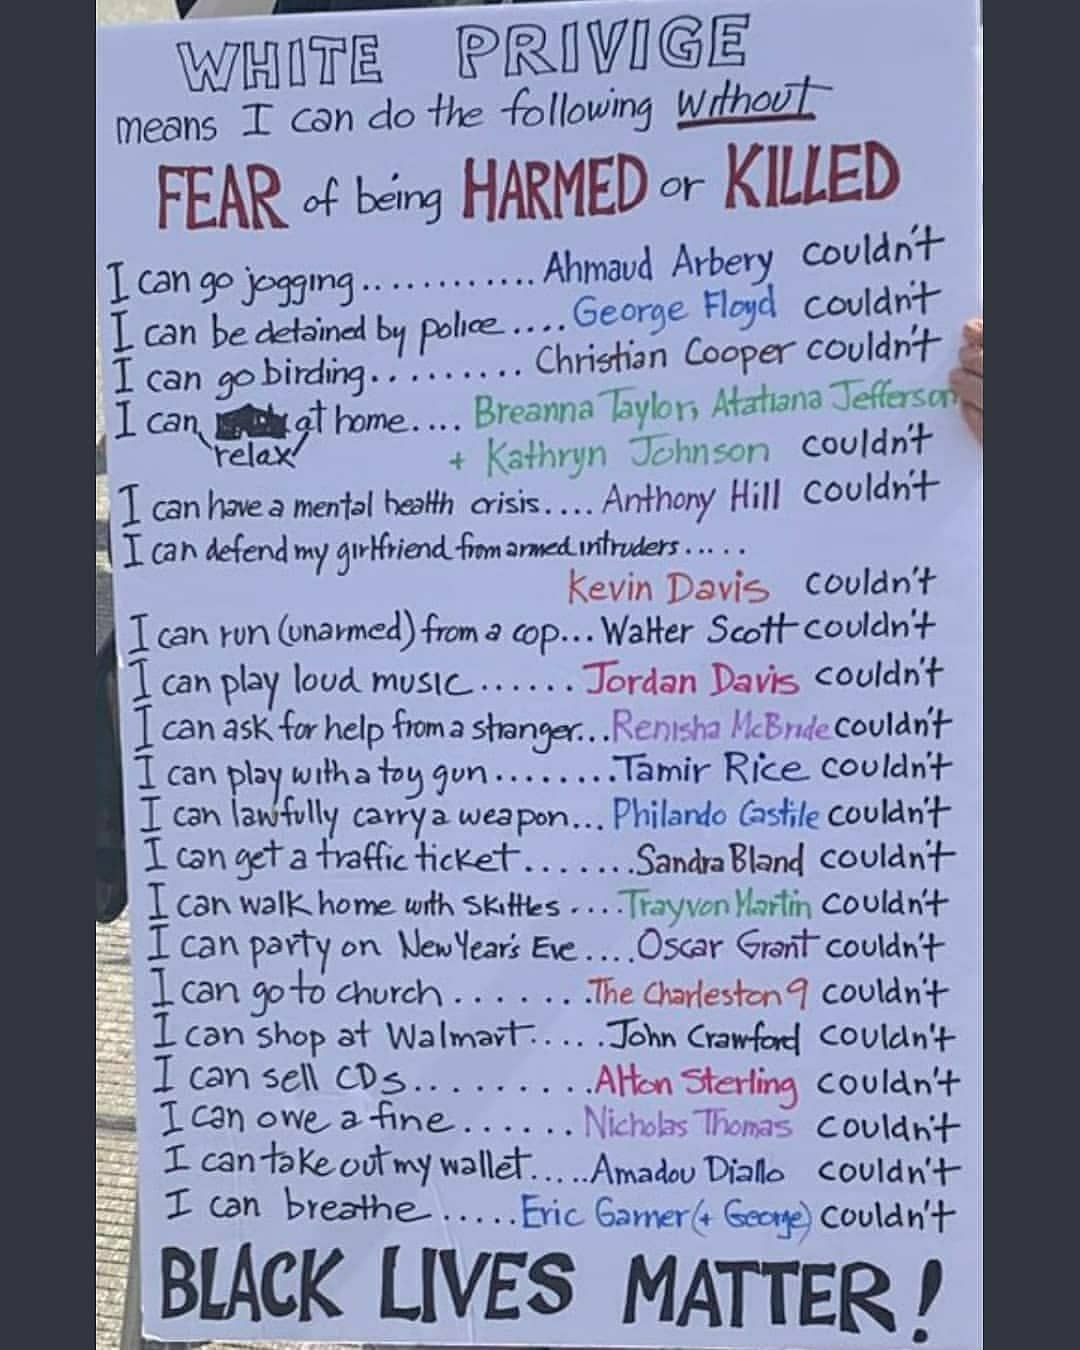 WHITE PRIVIGE
means I can do the following without
FEAR of being HARMED or KILLED
I can go jogging............Ahmaud Arbery couldn't
I can be detained by police....George Floyd couldn't
I can go birding.........Christian Cooper couldn't
I can at home....Breanna Taylor, Atatiana Jefferson
relax + Kathryn Johnson couldn't
I can have a mental health crisis....Anthony Hill couldn't
I can defend my girlfriend from armed intruders.....
Kevin Davis couldn't
I can run (unarmed) from a cop...Walter Scott couldn't
I can play loud music......Jordan Davis couldn't
I can ask for help from a stranger...Renisha McBride couldn't
I can play with a toy gun........Tamir Rice couldn't
I can lawfully carry a weapon...Philando Castile couldn't
I can get a traffic ticket.......Sandra Bland couldn't
I can walk home with skittles....Trayvon Martin couldn't
I can party on New Year's Eve....Oscar Grant couldn't
I can go to church.......The Charleston 9 couldn't
I can shop at Walmart.....John Crawford couldn't
I can sell CDs.........Alton Sterling couldn't
I can owe a fine......Nicholas Thomas couldn't
I can take out my wallet.....Amadou Diallo couldn't
I can breathe.....Eric Garner (+ George) couldn't
BLACK LIVES MATTER!